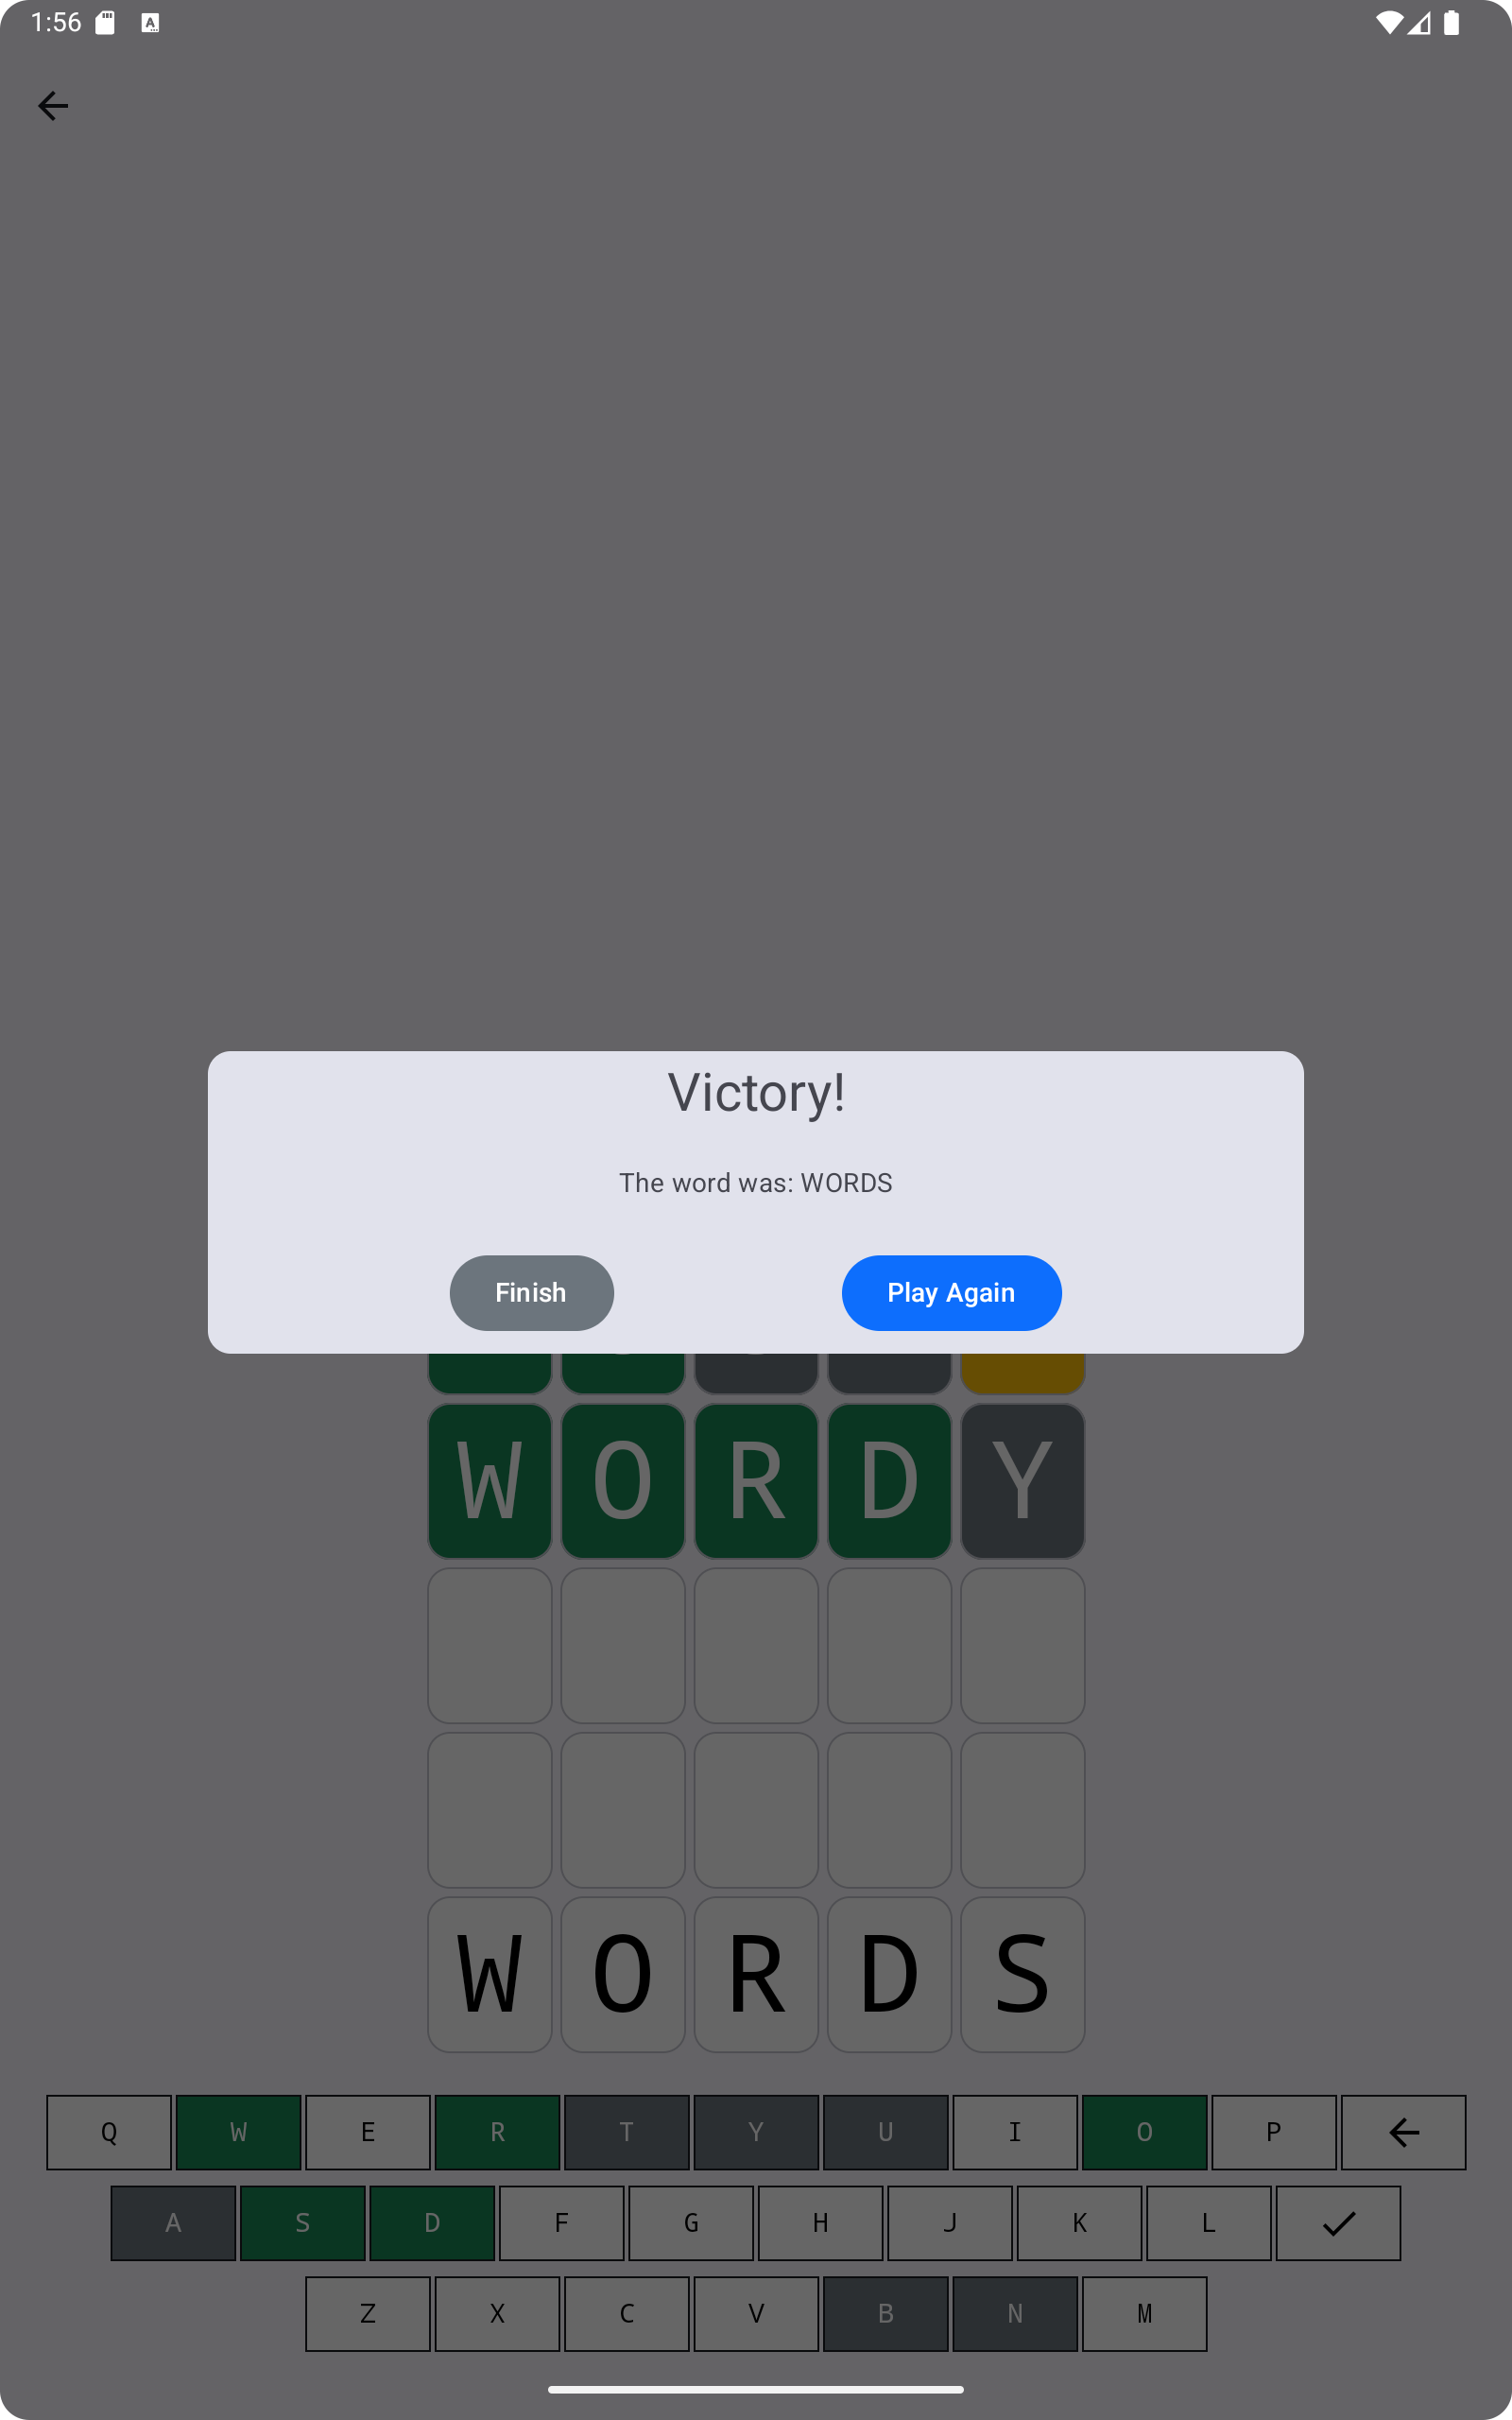 1:56
Victory!
The word was: WORDS
Finish Play Again
W O R D Y
W O R D S
Q W E R T Y U I O P
A S D F G H J K L
Z X C V B N M